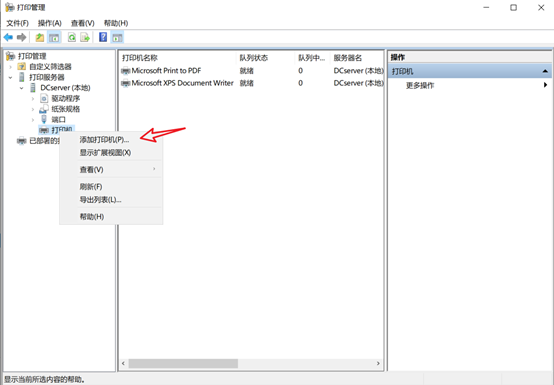 打印管理
文件(F) 操作(A) 查看(V) 帮助(H)
打印管理
自定义筛选器
打印服务器
DCserver (本地)
驱动程序
纸张规格
端口
打印机
已部署的
添加打印机(P)...
显示扩展视图(X)
查看(V)
刷新(F)
导出列表(L)...
帮助(H)
打印机名称 队列状态 队列中... 服务器名
Microsoft Print to PDF 就绪 0 DCserver (本地)
Microsoft XPS Document Writer 就绪 0 DCserver (本地)
操作
打印机
更多操作
显示当前所选内容的帮助。